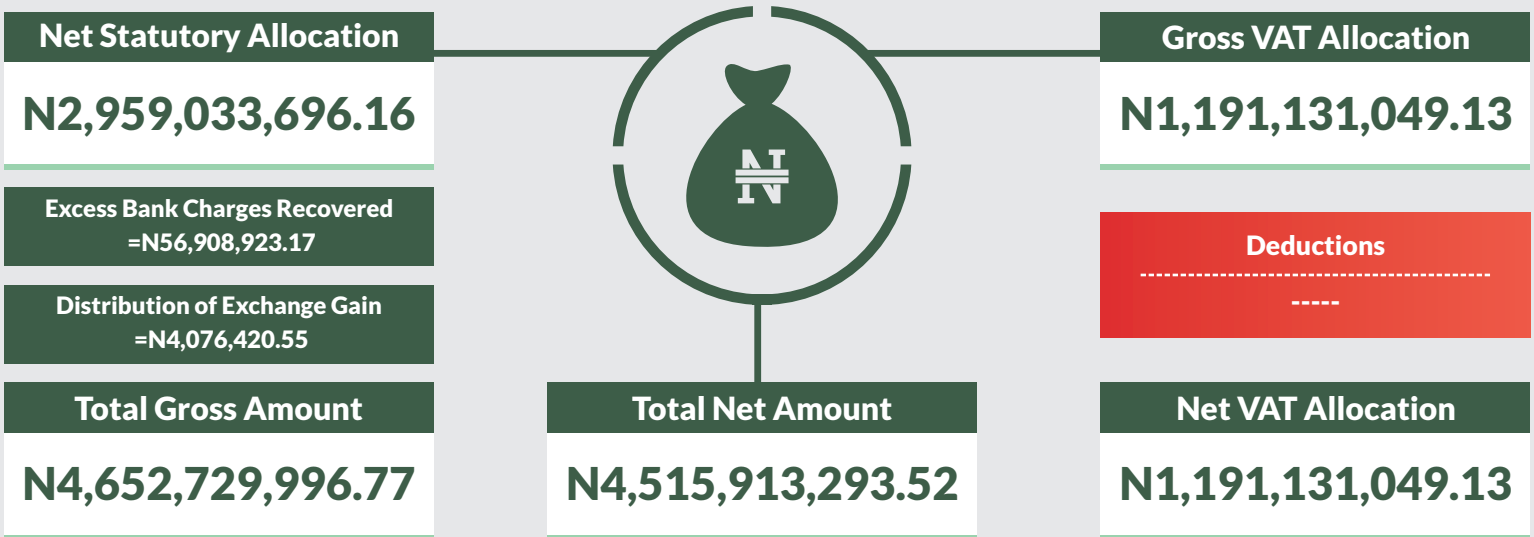 Net Statutory Allocation
N2,959,033,696.16
Excess Bank Charges Recovered
=N56,908,923.17
Distribution of Exchange Gain
=N4,076,420.55
Total Gross Amount
N4,652,729,996.77
₦
Total Net Amount
N4,515,913,293.52
Gross VAT Allocation
N1,191,131,049.13
Deductions
-----
Net VAT Allocation
N1,191,131,049.13